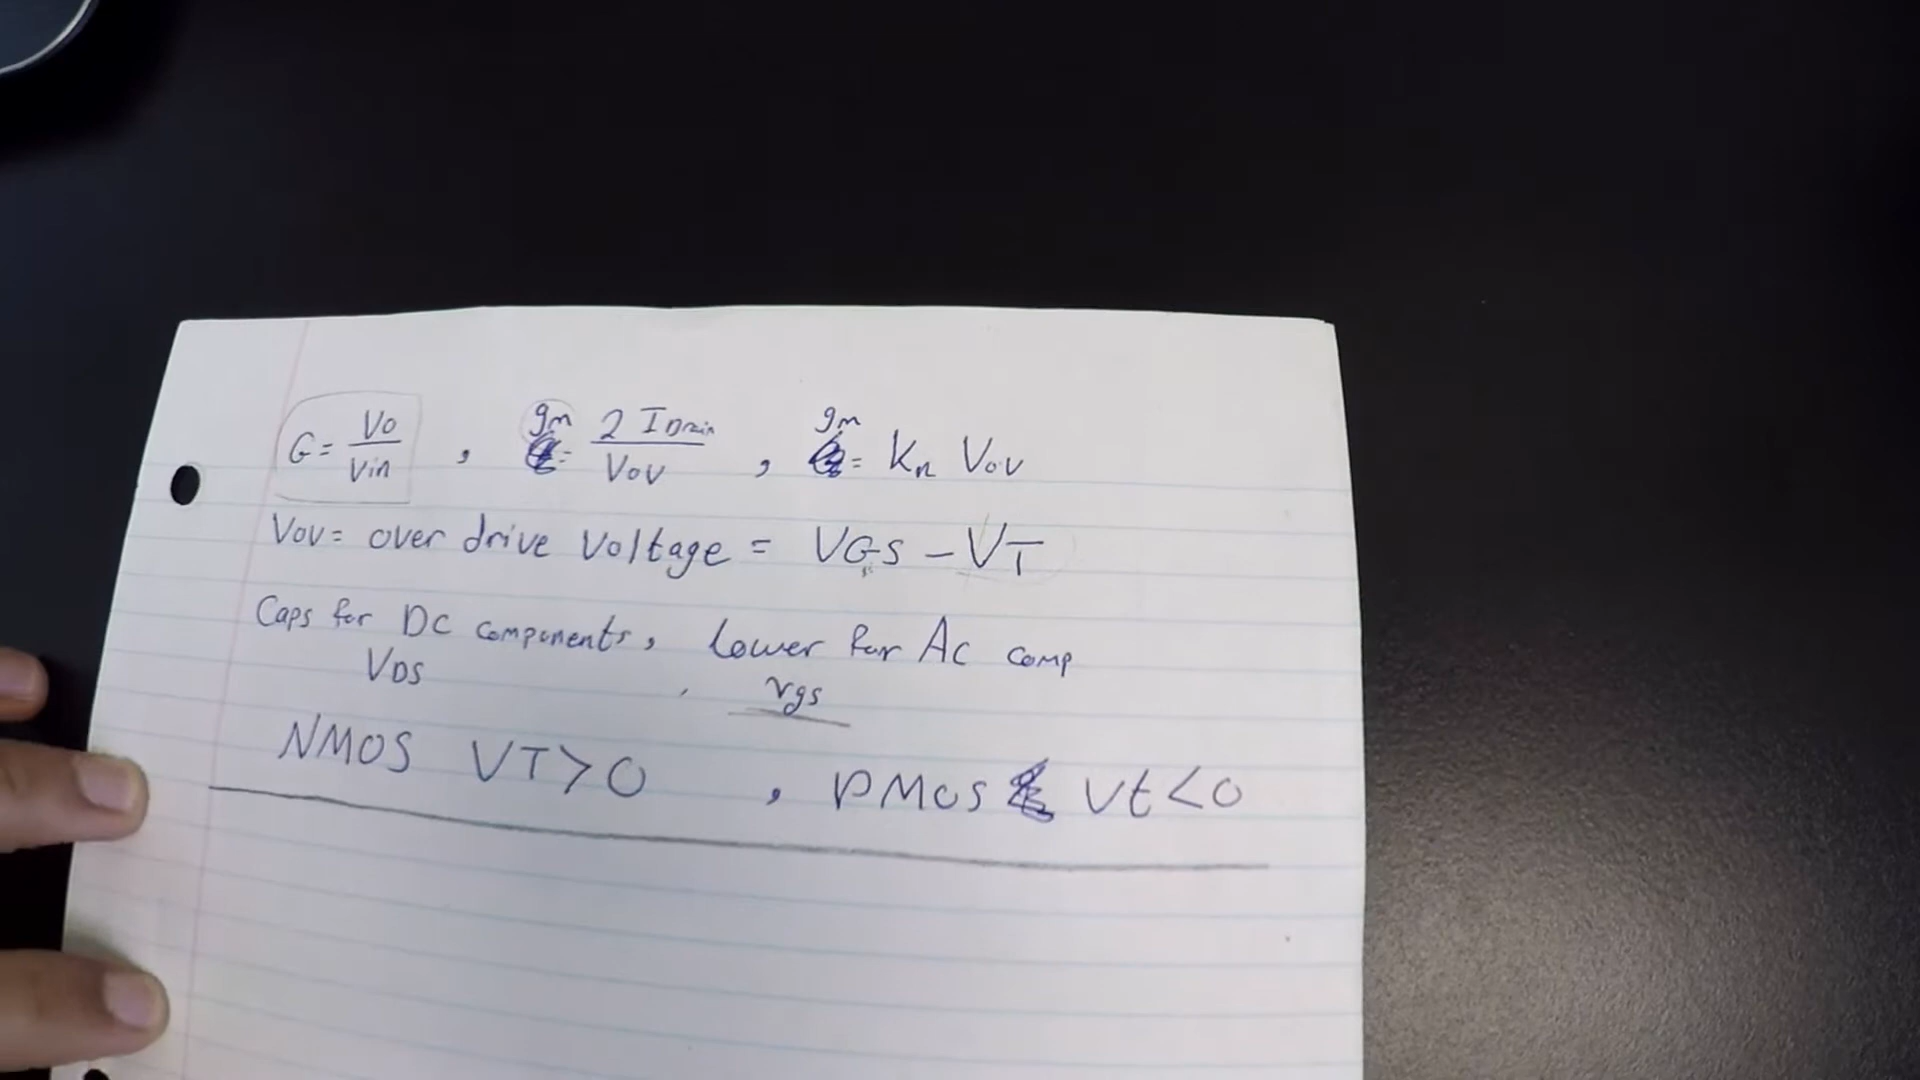 G = Vo/Vin , gm = 2 IDrain/Vov , gm = Kn Vov
Vov = over drive Voltage = VGS - VT
Caps for DC components, Lower for AC comp
VDS vgs
NMOS VT>0 , PMOS Vt<0